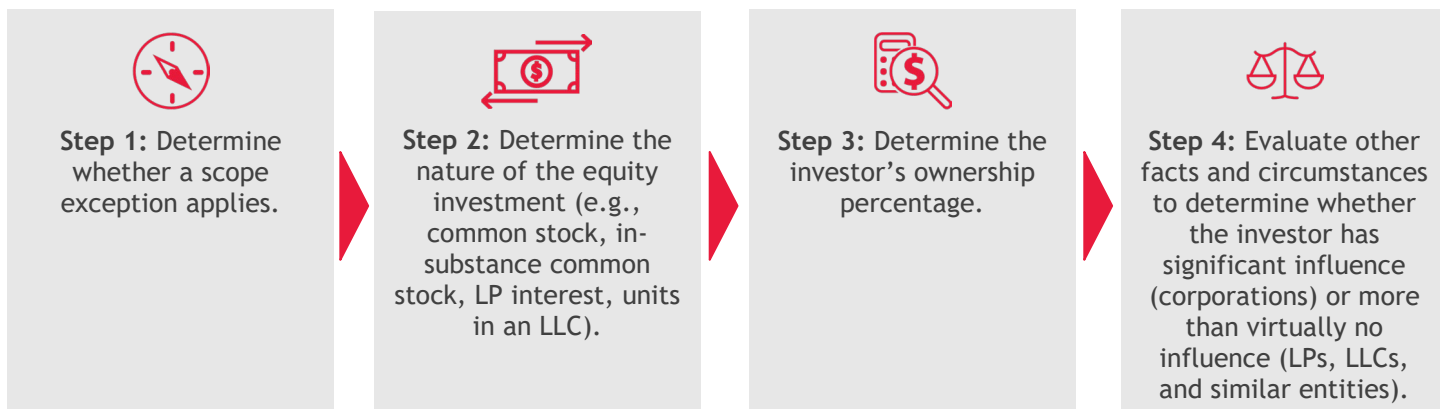 Step 1: Determine
whether a scope
exception applies.
Step 2: Determine the
nature of the equity
investment (e.g.,
common stock, in-
substance common
stock, LP interest, units
in an LLC).
Step 3: Determine the
investor’s ownership
percentage.
Step 4: Evaluate other
facts and circumstances
to determine whether
the investor has
significant influence
(corporations) or more
than virtually no
influence (LPs, LLCs,
and similar entities).